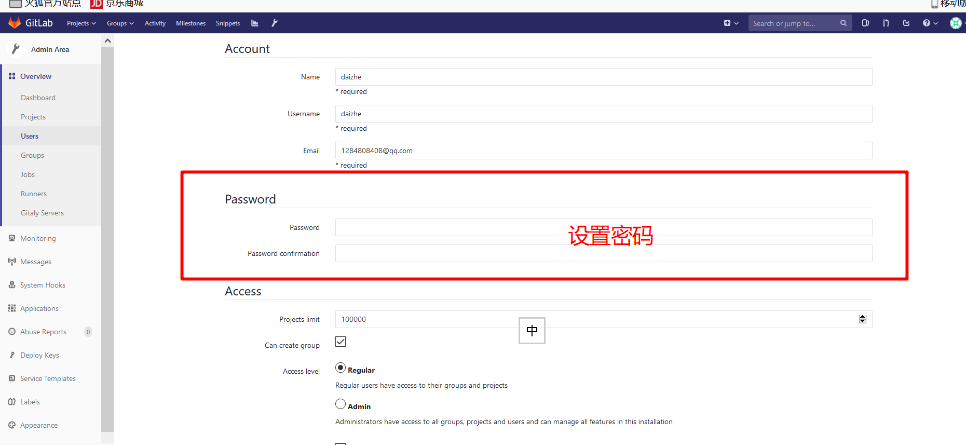 火狐官方站点 JD 京东商城 移动版
GitLab Projects Groups Activity Milestones Snippets Search or jump to...
Admin Area
Overview
Dashboard
Projects
Users
Groups
Jobs
Runners
Gitaly Servers
Monitoring
Messages
System Hooks
Applications
Abuse Reports 0
Deploy Keys
Service Templates
Labels
Appearance
Account
Name daizhe
* required
Username daizhe
* required
Email 1284808408@qq.com
* required
Password
Password
设置密码
Password confirmation
Access
Projects limit 100000
中
Can create group
Access level Regular
Regular users have access to their groups and projects
Admin
Administrators have access to all groups, projects and users and can manage all features in this installation